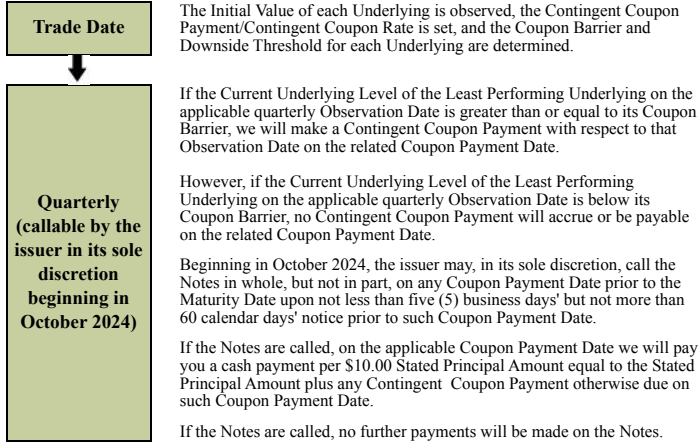 Trade Date
The Initial Value of each Underlying is observed, the Contingent Coupon
Payment/Contingent Coupon Rate is set, and the Coupon Barrier and
Downside Threshold for each Underlying are determined.
Quarterly
(callable by the
issuer in its sole
discretion
beginning in
October 2024)
If the Current Underlying Level of the Least Performing Underlying on the
applicable quarterly Observation Date is greater than or equal to its Coupon
Barrier, we will make a Contingent Coupon Payment with respect to that
Observation Date on the related Coupon Payment Date.
However, if the Current Underlying Level of the Least Performing
Underlying on the applicable quarterly Observation Date is below its
Coupon Barrier, no Contingent Coupon Payment will accrue or be payable
on the related Coupon Payment Date.
Beginning in October 2024, the issuer may, in its sole discretion, call the
Notes in whole, but not in part, on any Coupon Payment Date prior to the
Maturity Date upon not less than five (5) business days' but not more than
60 calendar days' notice prior to such Coupon Payment Date.
If the Notes are called, on the applicable Coupon Payment Date we will pay
you a cash payment per $10.00 Stated Principal Amount equal to the Stated
Principal Amount plus any Contingent Coupon Payment otherwise due on
such Coupon Payment Date.
If the Notes are called, no further payments will be made on the Notes.